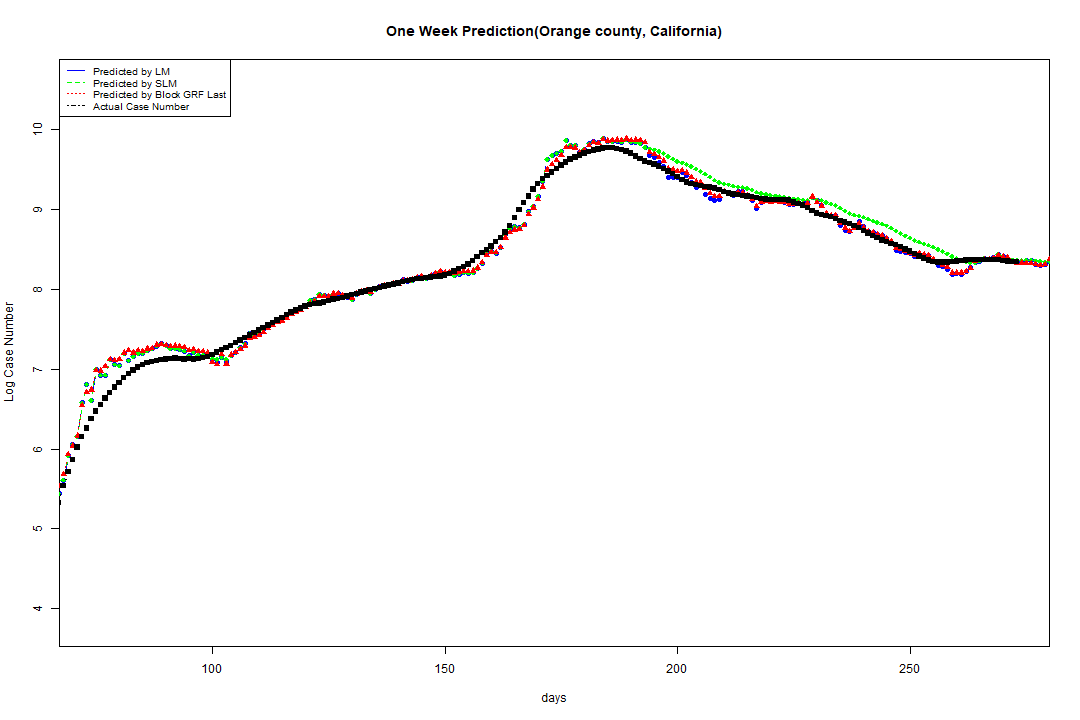 One Week Prediction(Orange county, California)
Predicted by LM
Predicted by SLM
Predicted by Block GRF Last
Actual Case Number
10
9
8
7
6
5
4
Log Case Number
100 150 200 250
days